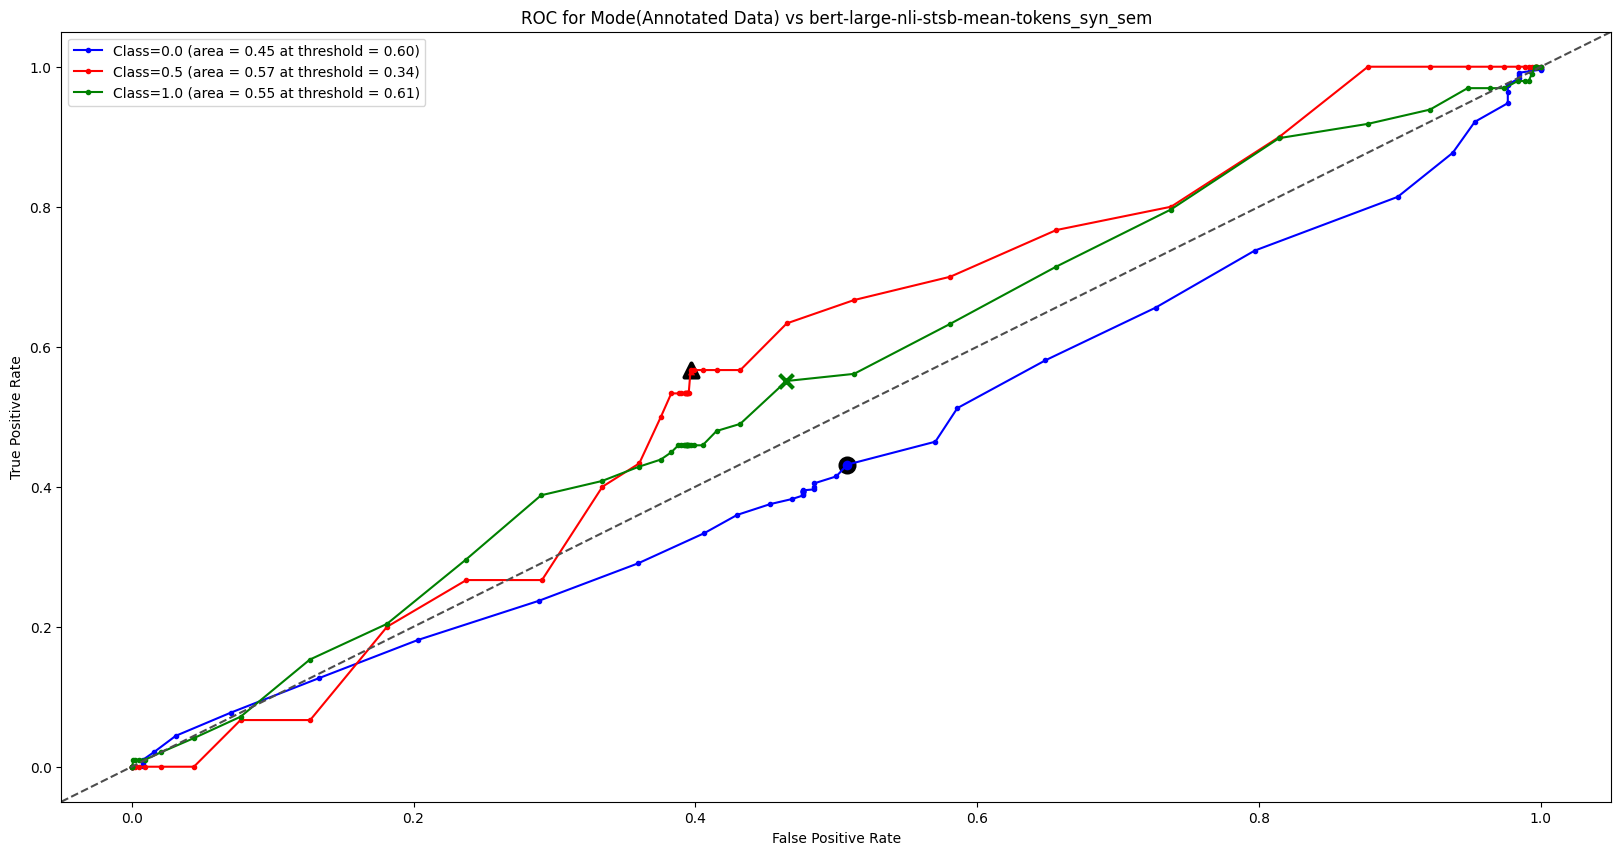 ROC for Mode(Annotated Data) vs bert-large-nli-stsb-mean-tokens_syn_sem
Class=0.0 (area = 0.45 at threshold = 0.60)
Class=0.5 (area = 0.57 at threshold = 0.34)
Class=1.0 (area = 0.55 at threshold = 0.61)
True Positive Rate
1.0
0.8
0.6
0.4
0.2
0.0
0.0 0.2 0.4 0.6 0.8 1.0
False Positive Rate